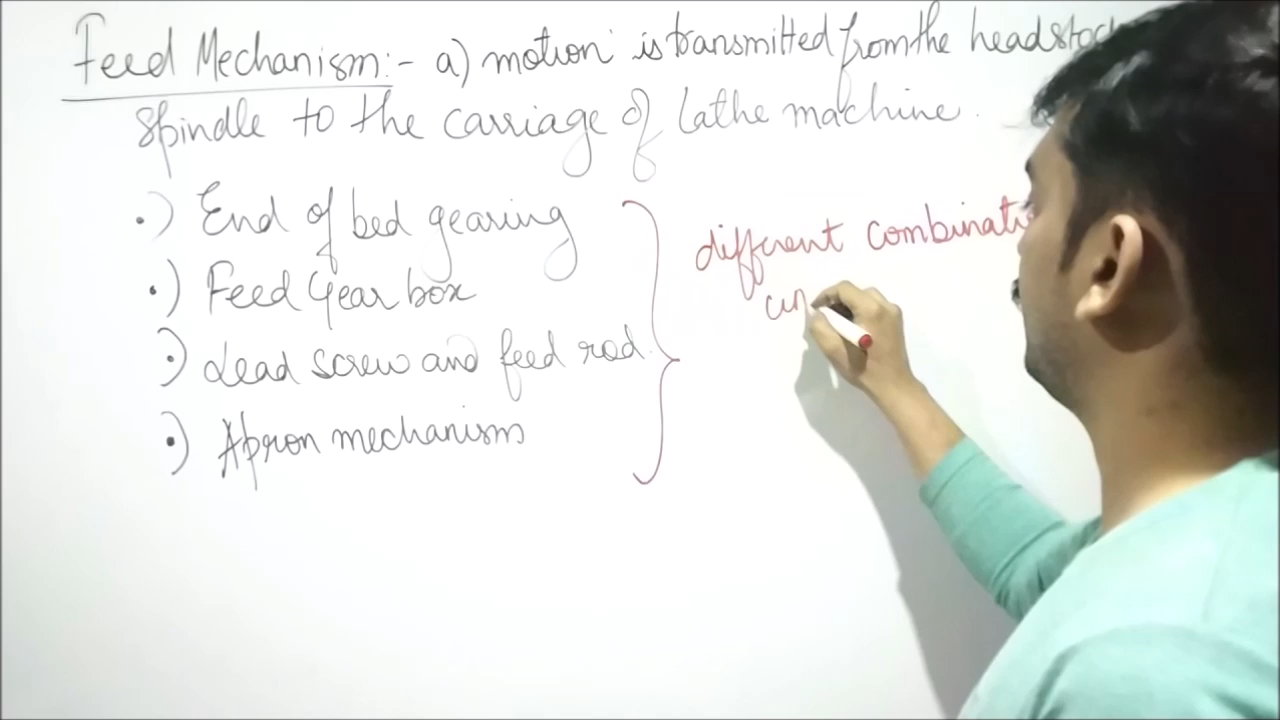 Feed Mechanism:- a) motion is transmitted from the headstock
spindle to the carriage of lathe machine.
•) End of bed gearing
•) Feed Gear box
•) Lead screw and feed rod.
•) Apron mechanism
different